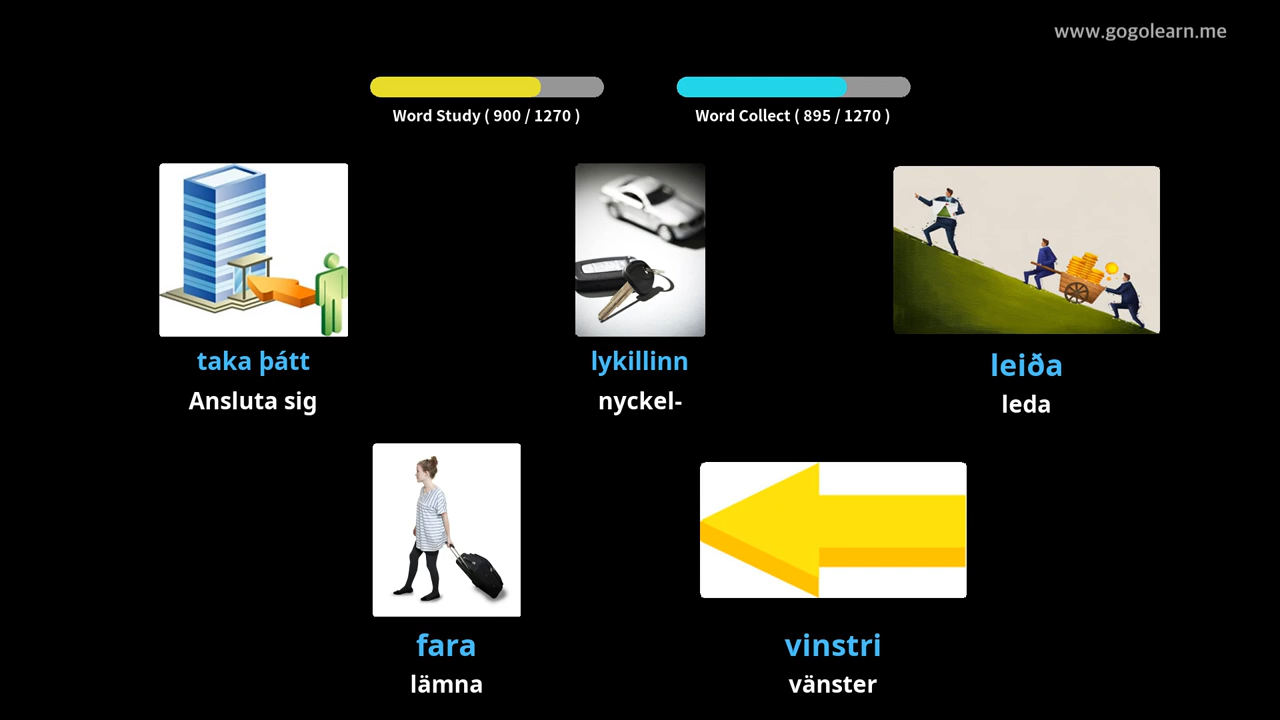 www.gogolearn.me
Word Study ( 900 / 1270 )
Word Collect ( 895 / 1270 )
taka þátt
Ansluta sig
lykillinn
nyckel-
leiða
leda
fara
lämna
vinstri
vänster